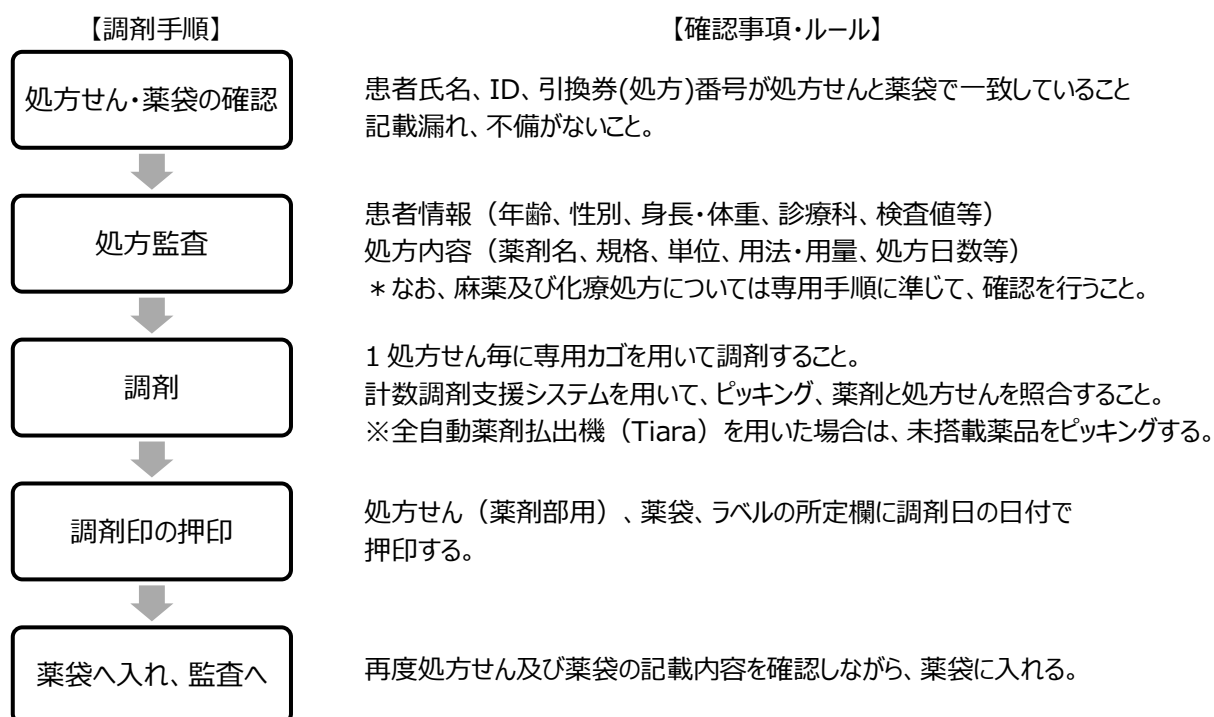 【調剤手順】
【確認事項・ルール】
処方せん・薬袋の確認
患者氏名、ID、引換券(処方)番号が処方せんと薬袋で一致していること
記載漏れ、不備がないこと。
処方監査
患者情報（年齢、性別、身長・体重、診療科、検査値等）
処方内容（薬剤名、規格、単位、用法・用量、処方日数等）
＊なお、麻薬及び化療処方については専用手順に準じて、確認を行うこと。
調剤
1 処方せん毎に専用カゴを用いて調剤すること。
計数調剤支援システムを用いて、ピッキング、薬剤と処方せんを照合すること。
※全自動薬剤払出機（Tiara）を用いた場合は、未搭載薬品をピッキングする。
調剤印の押印
処方せん（薬剤部用）、薬袋、ラベルの所定欄に調剤日の日付で
押印する。
薬袋へ入れ、監査へ
再度処方せん及び薬袋の記載内容を確認しながら、薬袋に入れる。